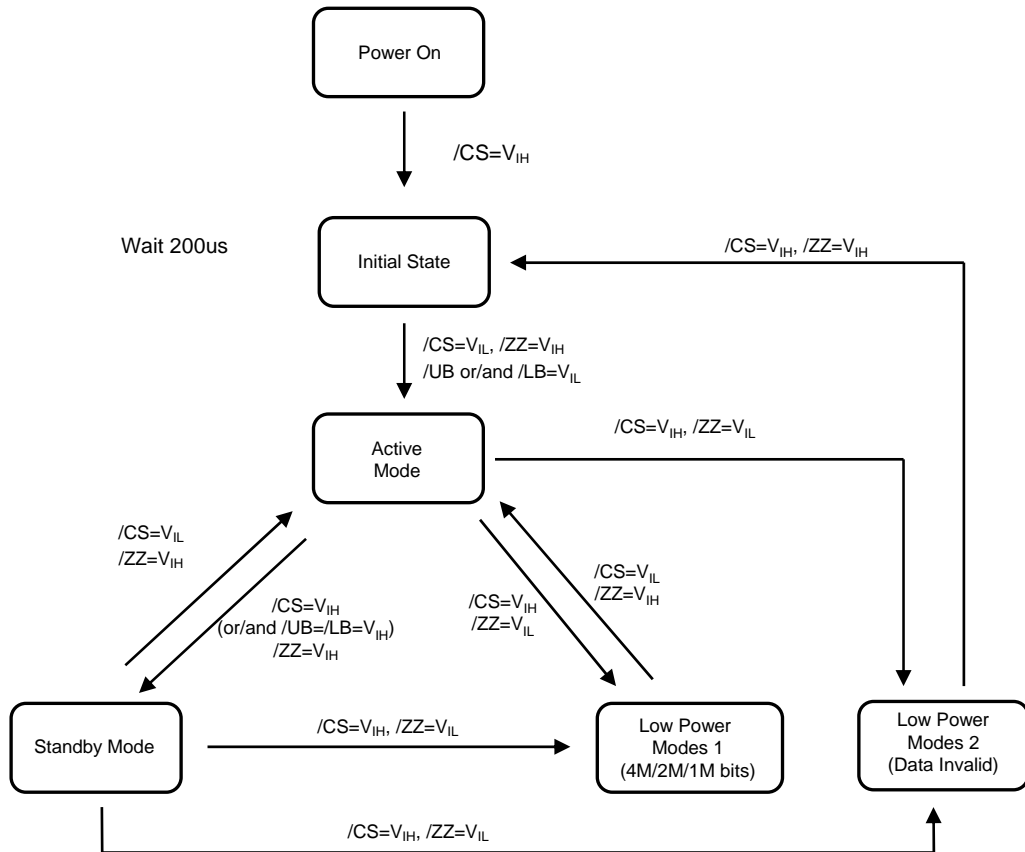 Power On
/CS=VIH
Wait 200us
Initial State
/CS=VIH, /ZZ=VIH
/CS=VIL, /ZZ=VIH
/UB or/and /LB=VIL
Active
Mode
/CS=VIH, /ZZ=VIL
/CS=VIL
/ZZ=VIH
/CS=VIH
(or/and /UB=/LB=VIH)
/ZZ=VIH
/CS=VIH
/ZZ=VIL
/CS=VIL
/ZZ=VIH
Standby Mode
/CS=VIH, /ZZ=VIL
Low Power
Modes 1
(4M/2M/1M bits)
Low Power
Modes 2
(Data Invalid)
/CS=VIH, /ZZ=VIL